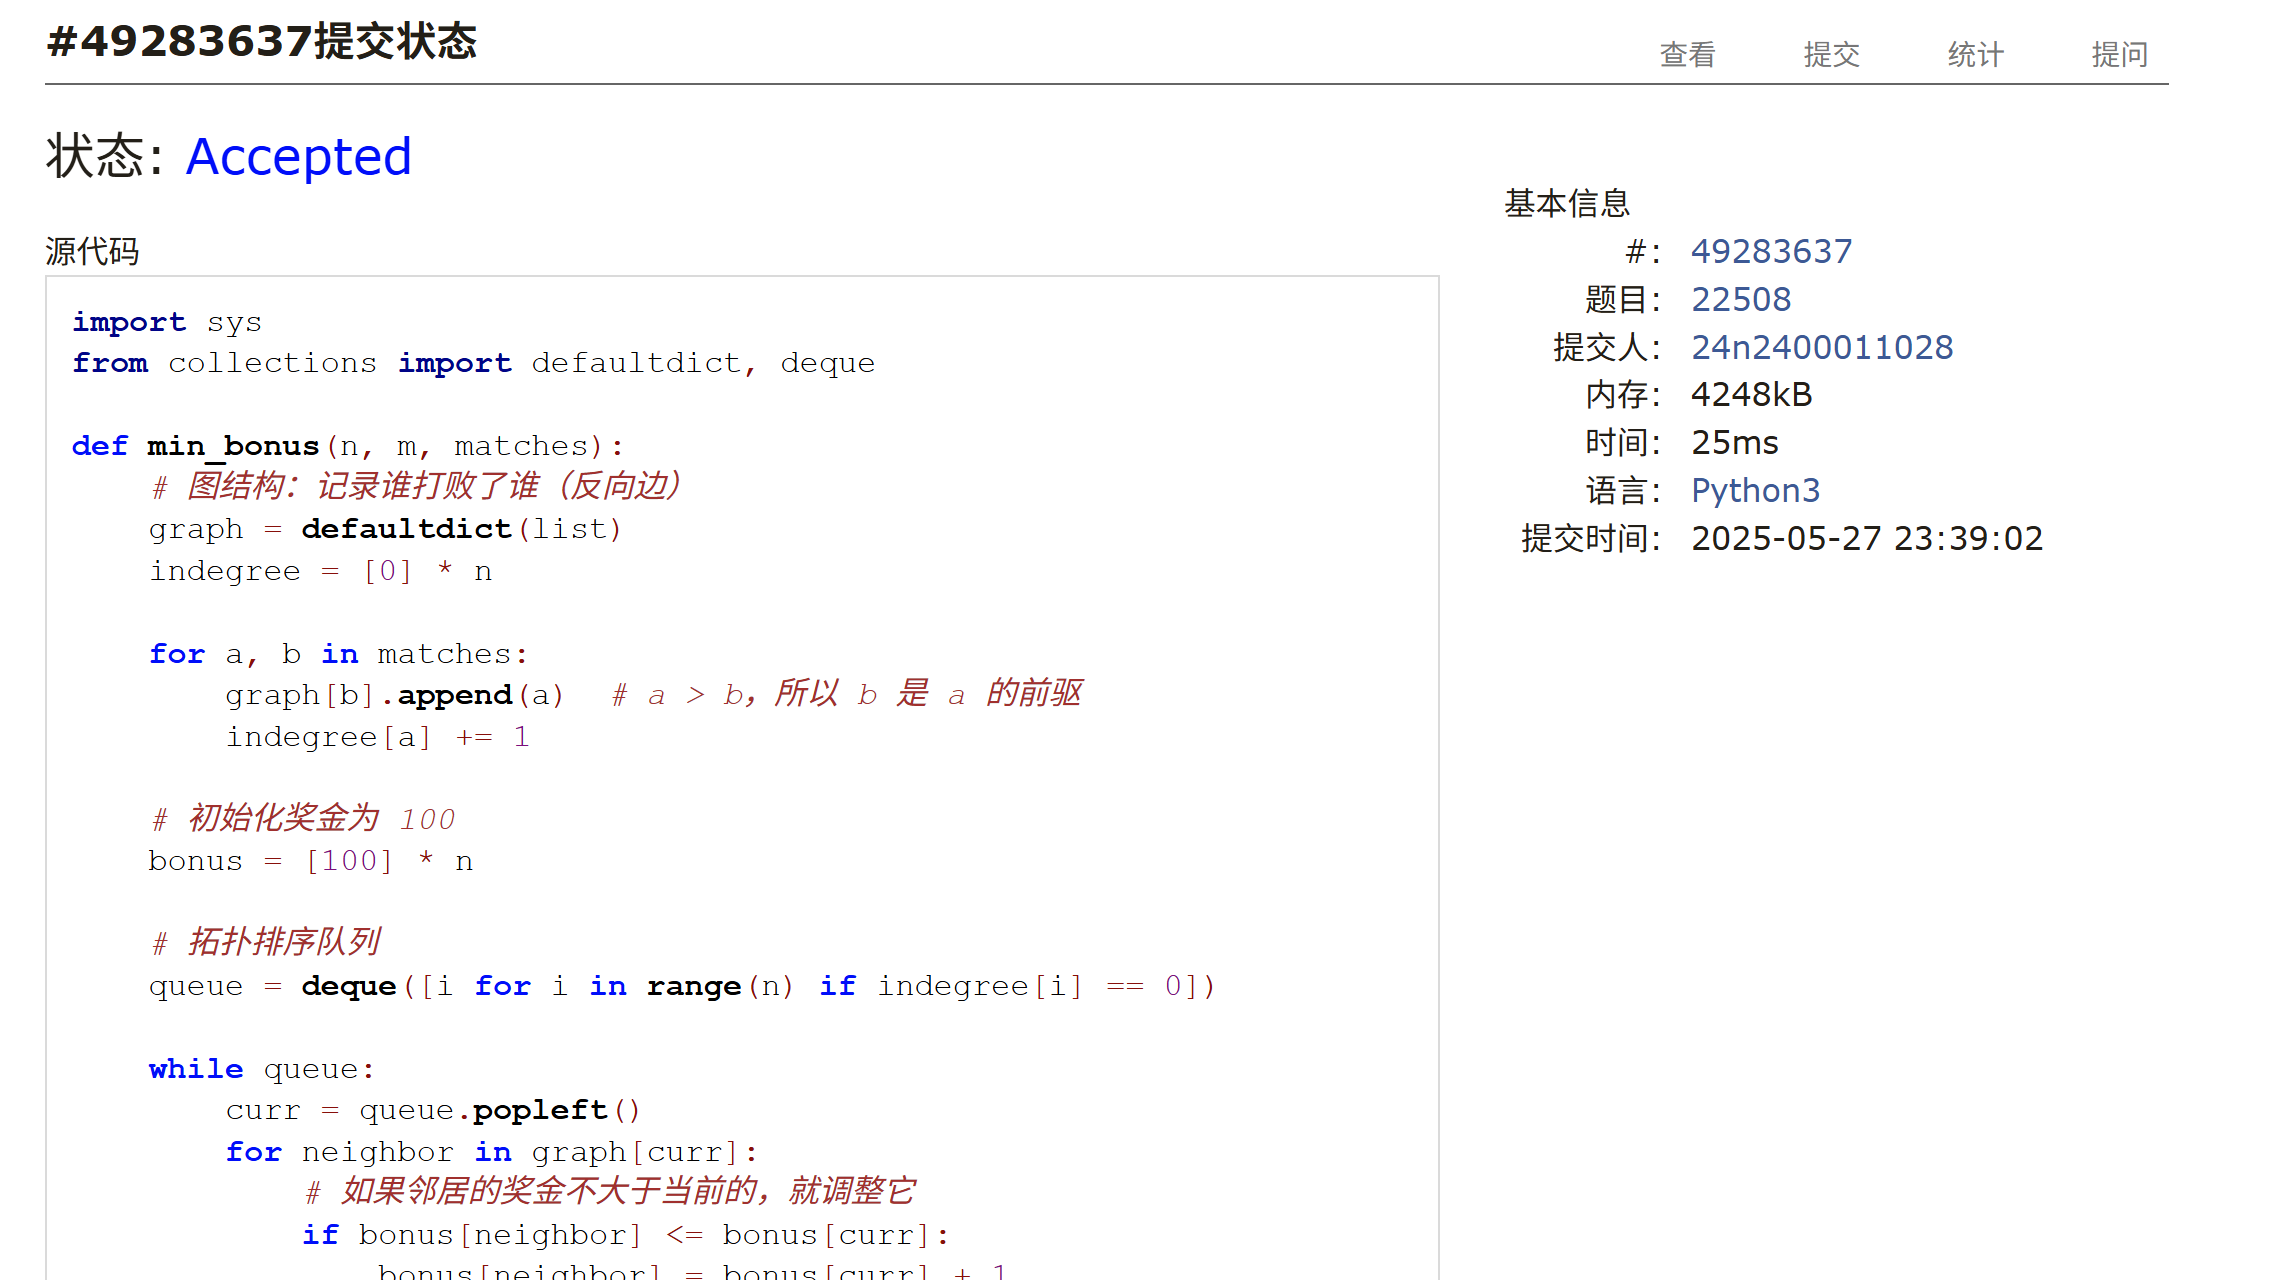 #49283637提交状态
查看 提交 统计 提问
状态: Accepted
源代码
import sys
from collections import defaultdict, deque
def min_bonus(n, m, matches):
# 图结构：记录谁打败了谁（反向边）
graph = defaultdict(list)
indegree = [0] * n
for a, b in matches:
graph[b].append(a)  # a > b，所以 b 是 a 的前驱
indegree[a] += 1
# 初始化奖金为 100
bonus = [100] * n
# 拓扑排序队列
queue = deque([i for i in range(n) if indegree[i] == 0])
while queue:
curr = queue.popleft()
for neighbor in graph[curr]:
# 如果邻居的奖金不大于当前的，就调整它
if bonus[neighbor] <= bonus[curr]:
bonus[neighbor] = bonus[curr] + 1
基本信息
#: 49283637
题目: 22508
提交人: 24n2400011028
内存: 4248kB
时间: 25ms
语言: Python3
提交时间: 2025-05-27 23:39:02